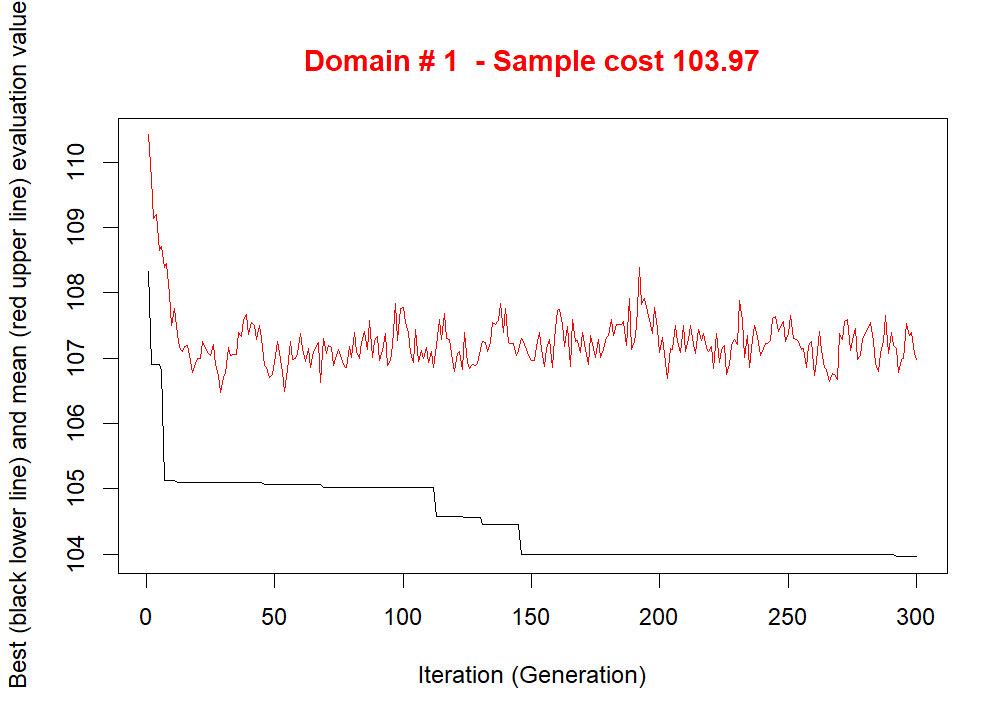 Domain # 1  - Sample cost 103.97
Best (black lower line) and mean (red upper line) evaluation value
110
109
108
107
106
105
104
0 50 100 150 200 250 300
Iteration (Generation)